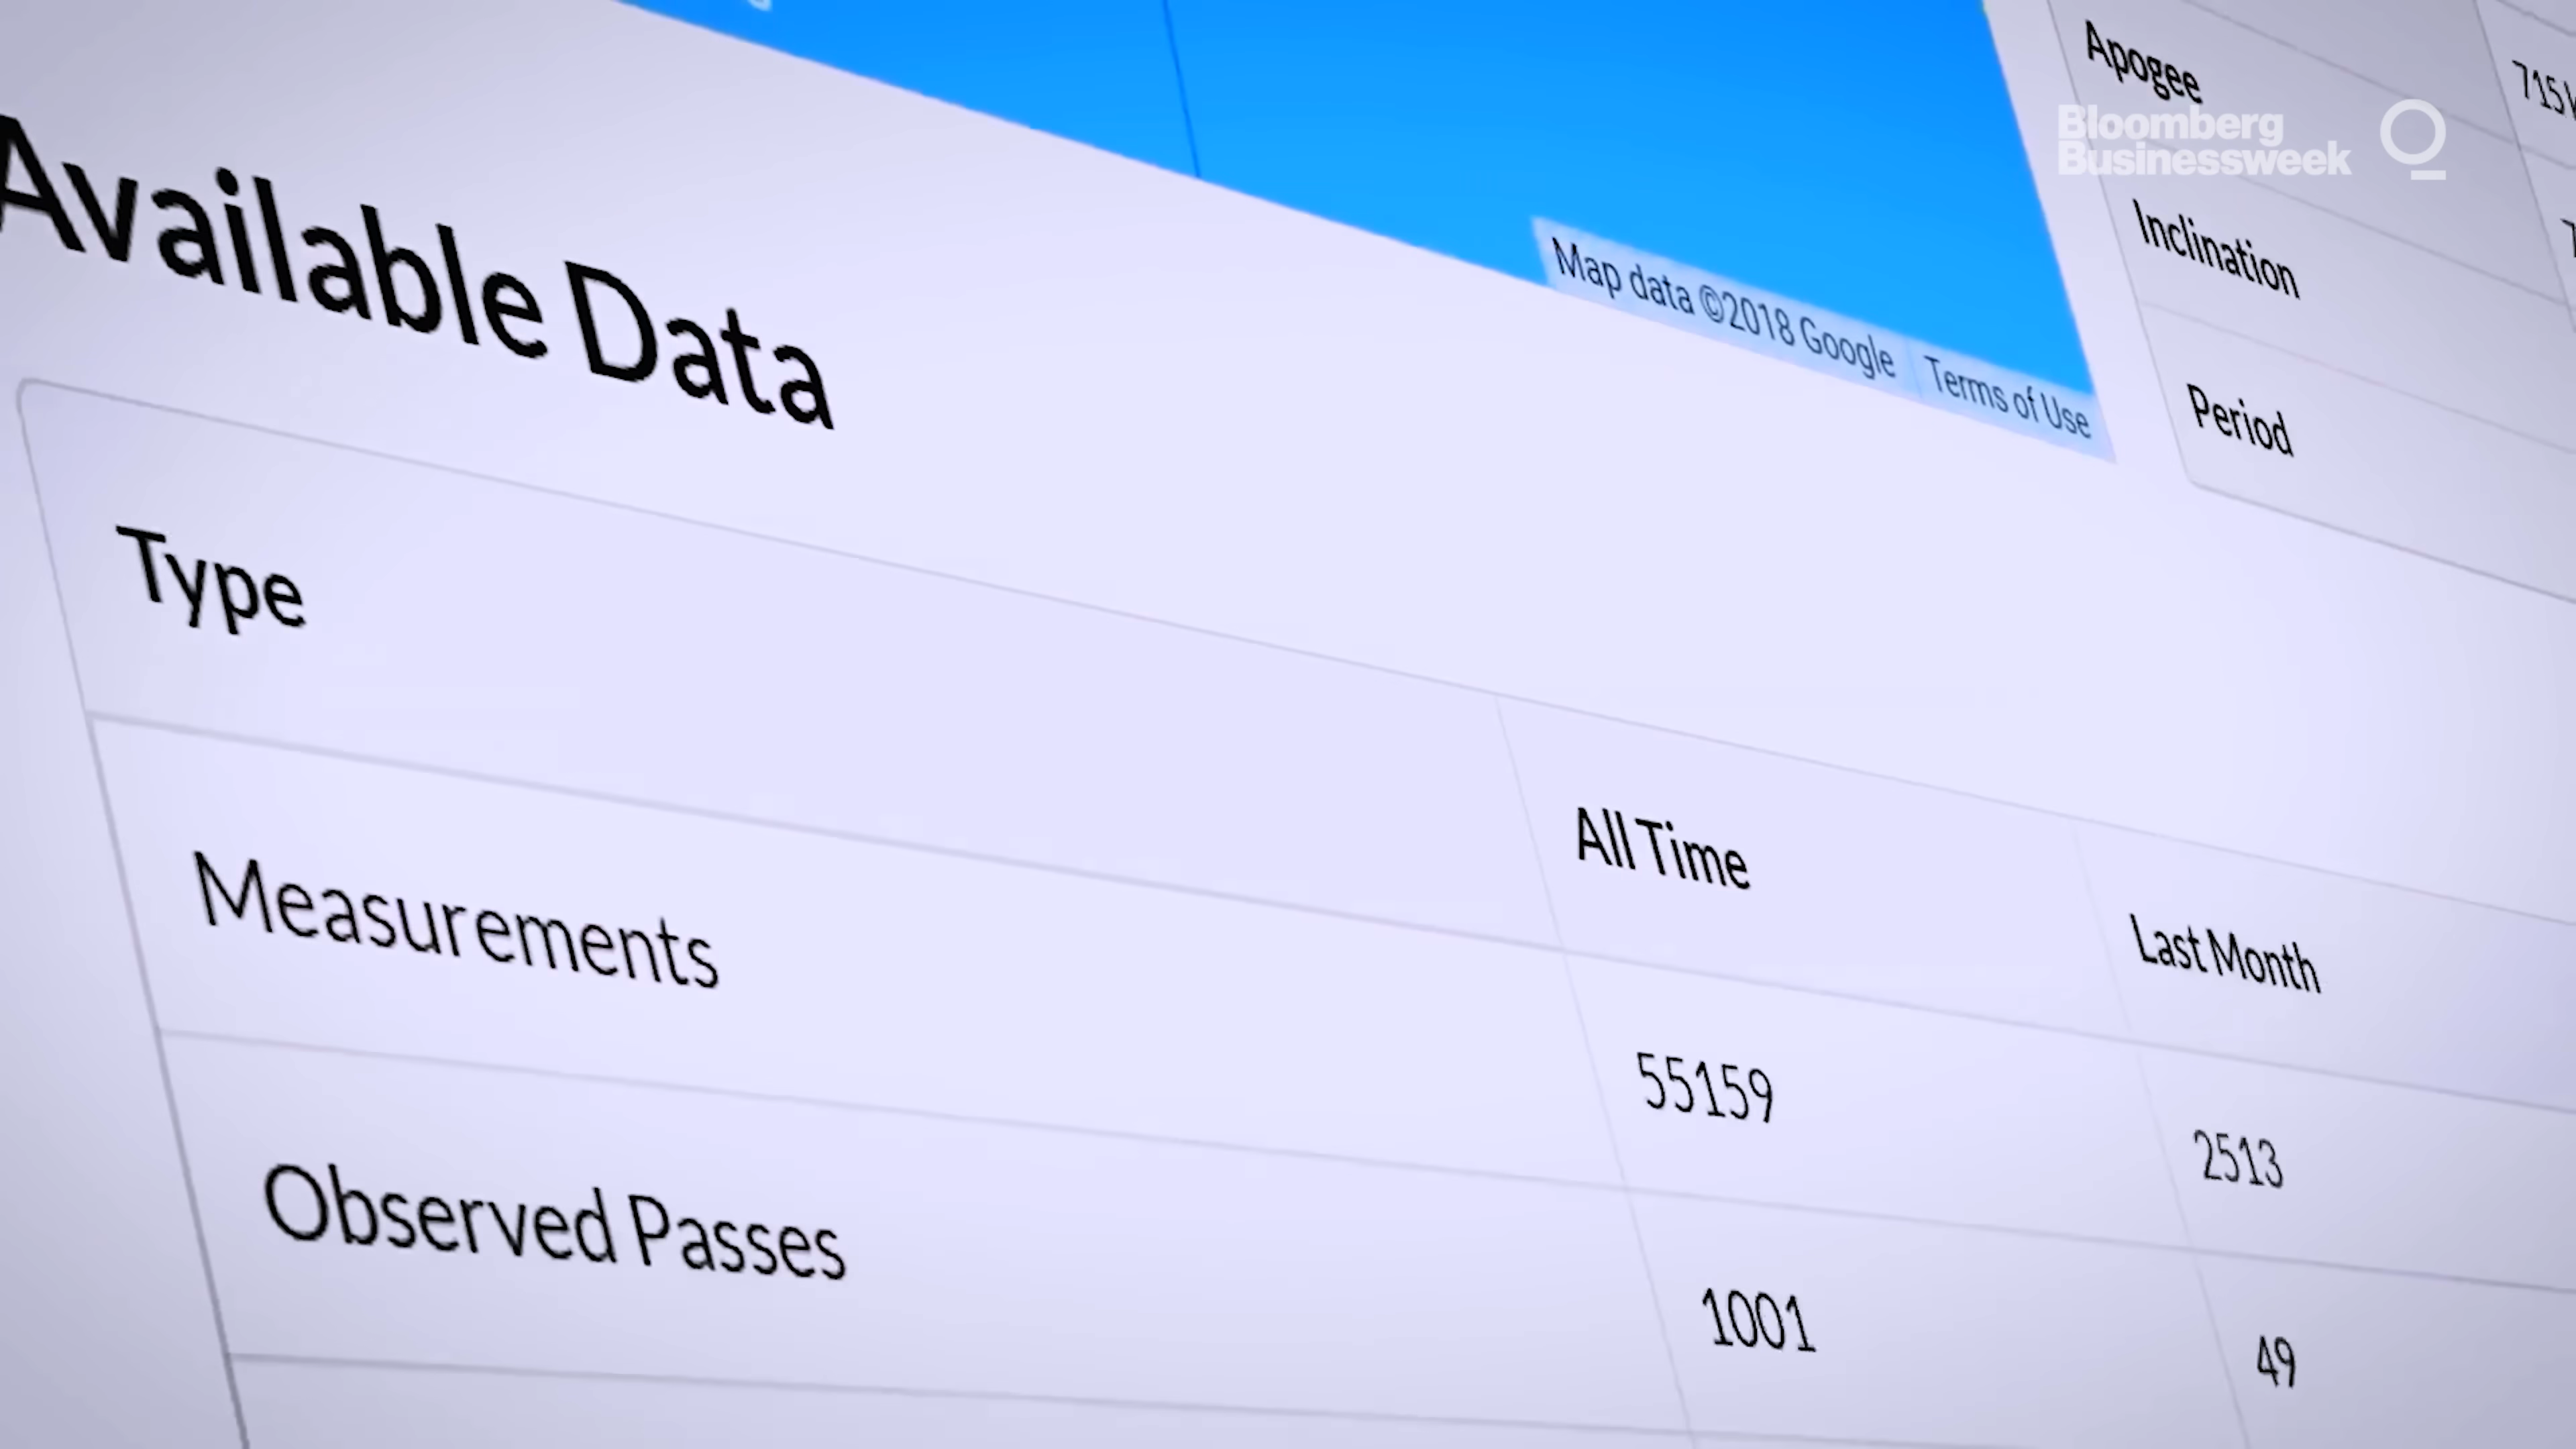 Apogee
715
Bloomberg
Businessweek
Inclination
Map data ©2018 Google
Terms of Use
Period
Available Data
Type
All Time
Last Month
Measurements
55159
2513
Observed Passes
1001
49